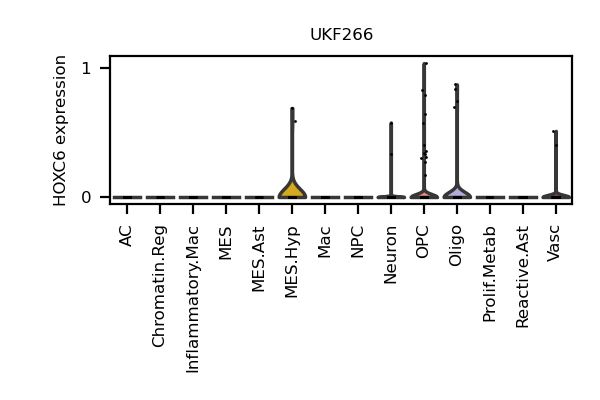 UKF266
HOXC6 expression
1
0
AC
Chromatin.Reg
Inflammatory.Mac
MES
MES.Ast
MES.Hyp
Mac
NPC
Neuron
OPC
Oligo
Prolif.Metab
Reactive.Ast
Vasc